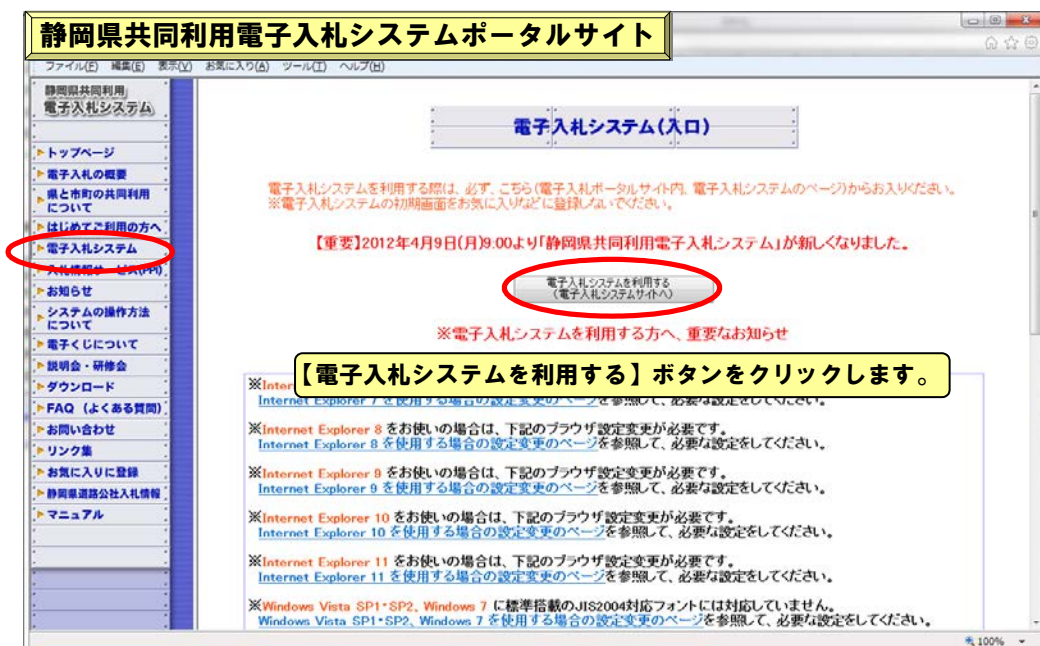 静岡県共同利用電子入札システムポータルサイト
ファイル(F) 編集(E) 表示(V) お気に入り(A) ツール(T) ヘルプ(H)
静岡県共同利用
電子入札システム
トップページ
電子入札の概要
県と市町の共同利用
について
はじめてご利用の方へ
電子入札システム
入札情報サービス(PPI)
お知らせ
システムの操作方法
について
電子くじについて
説明会・研修会
ダウンロード
FAQ (よくある質問)
お問い合わせ
リンク集
お気に入りに登録
静岡県道路公社入札情報
マニュアル
電子入札システム(入口)
電子入札システムを利用する際は、必ず、こちら(電子入札ポータルサイト内、電子入札システムのページ)からお入りください。
※電子入札システムの初期画面をお気に入りなどに登録しないでください。
【重要】2012年4月9日(月)9:00より「静岡県共同利用電子入札システム」が新しくなりました。
電子入札システムを利用する
(電子入札システムサイトへ)
※電子入札システムを利用する方へ、重要なお知らせ
【電子入札システムを利用する】ボタンをクリックします。
※Inter
Internet Explorer 7 を使用する場合の設定変更のページを参照して、必要な設定をしてください。
※Internet Explorer 8 をお使いの場合は、下記のブラウザ設定変更が必要です。
Internet Explorer 8 を使用する場合の設定変更のページを参照して、必要な設定をしてください。
※Internet Explorer 9 をお使いの場合は、下記のブラウザ設定変更が必要です。
Internet Explorer 9 を使用する場合の設定変更のページを参照して、必要な設定をしてください。
※Internet Explorer 10 をお使いの場合は、下記のブラウザ設定変更が必要です。
Internet Explorer 10 を使用する場合の設定変更のページを参照して、必要な設定をしてください。
※Internet Explorer 11 をお使いの場合は、下記のブラウザ設定変更が必要です。
Internet Explorer 11 を使用する場合の設定変更のページを参照して、必要な設定をしてください。
※Windows Vista SP1・SP2、Windows 7 に標準搭載のJIS2004対応フォントには対応していません。
Windows Vista SP1・SP2、Windows 7 を使用する場合の設定変更のページを参照して、必要な設定をしてください。
100%